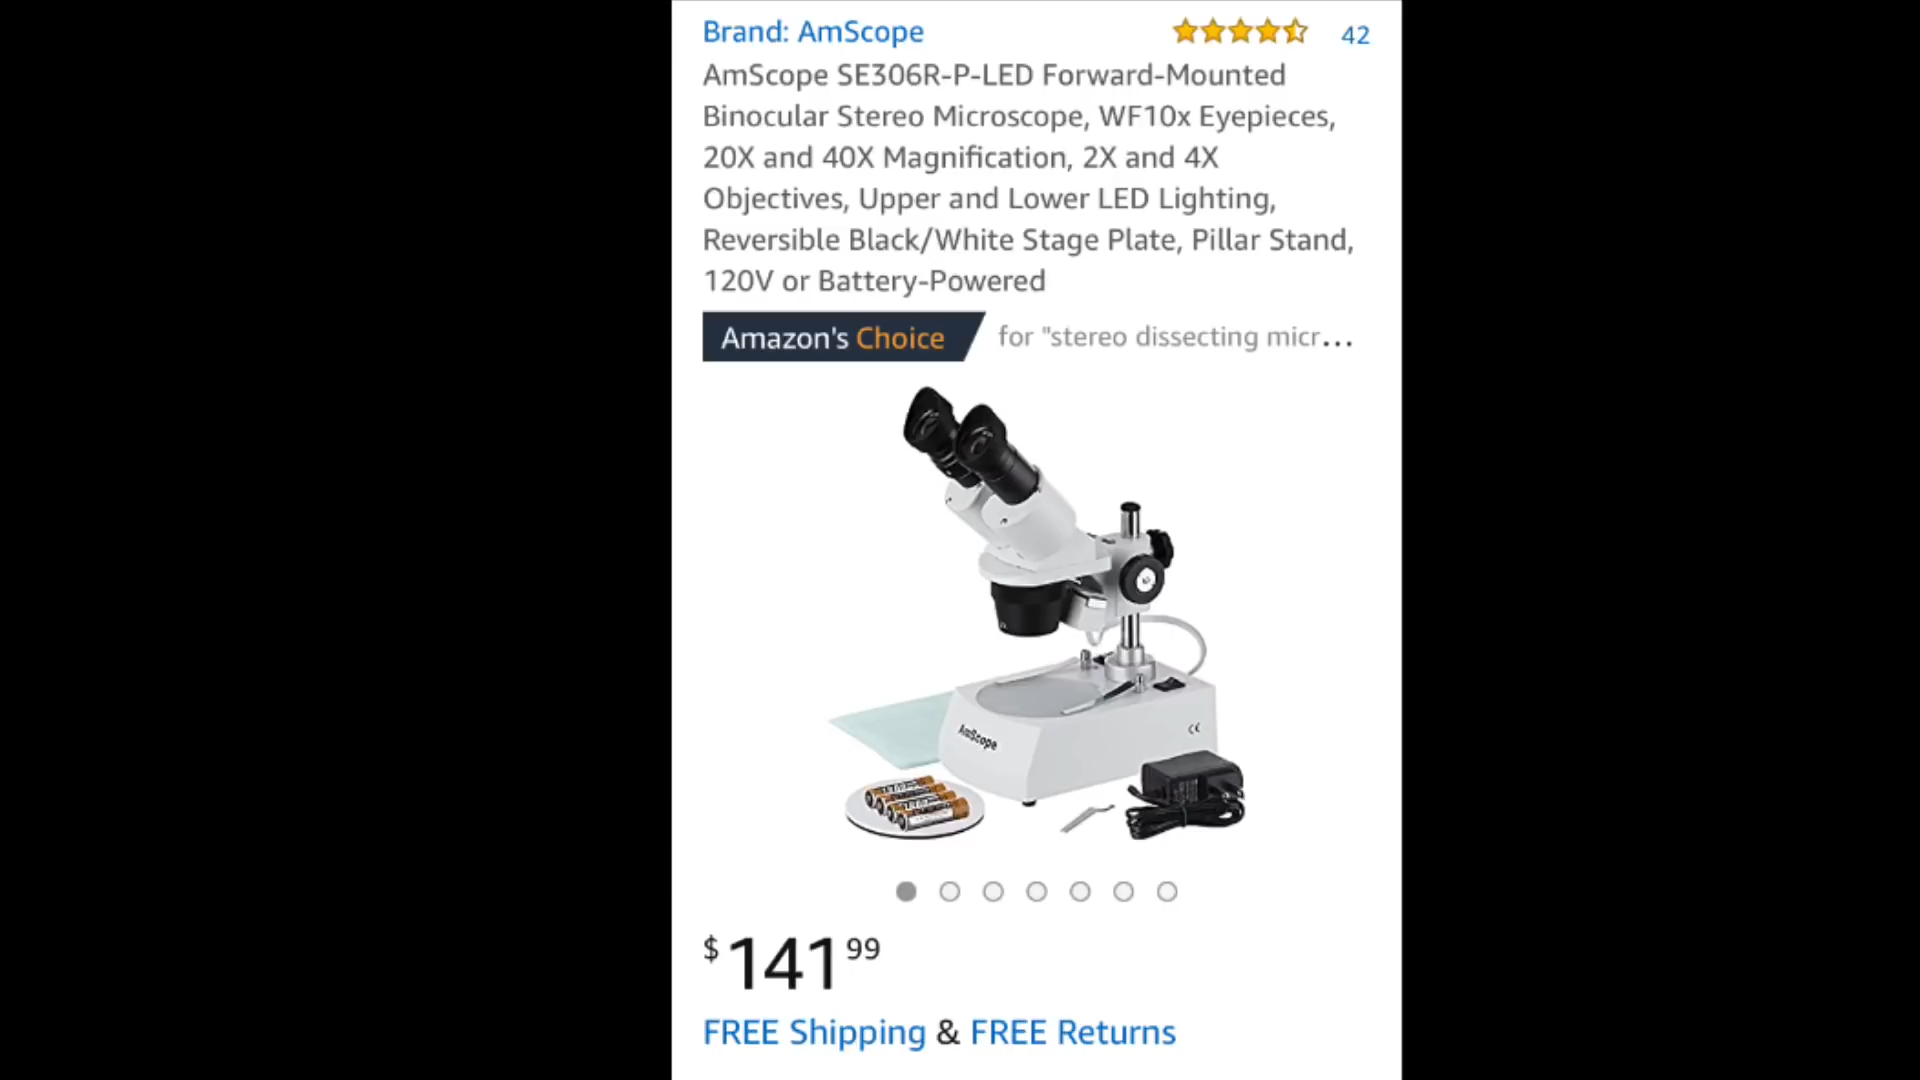 Brand: AmScope
42
AmScope SE306R-P-LED Forward-Mounted
Binocular Stereo Microscope, WF10x Eyepieces,
20X and 40X Magnification, 2X and 4X
Objectives, Upper and Lower LED Lighting,
Reversible Black/White Stage Plate, Pillar Stand,
120V or Battery-Powered
Amazon's Choice for "stereo dissecting micr...
AmScope
CE
$141 99
FREE Shipping & FREE Returns